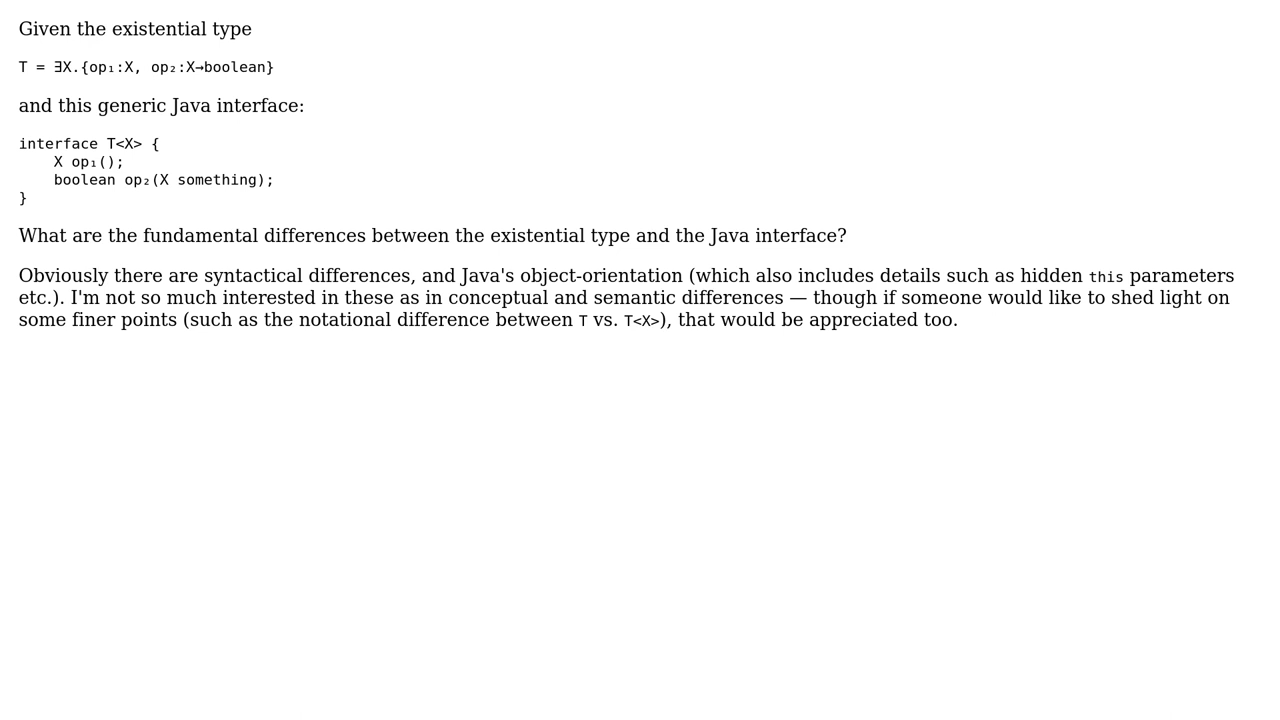 Given the existential type
T = ∃X.{op₁:X, op₂:X→boolean}
and this generic Java interface:
interface T<X> {
    X op₁();
    boolean op₂(X something);
}
What are the fundamental differences between the existential type and the Java interface?
Obviously there are syntactical differences, and Java's object-orientation (which also includes details such as hidden this parameters
etc.). I'm not so much interested in these as in conceptual and semantic differences — though if someone would like to shed light on
some finer points (such as the notational difference between T vs. T<X>), that would be appreciated too.